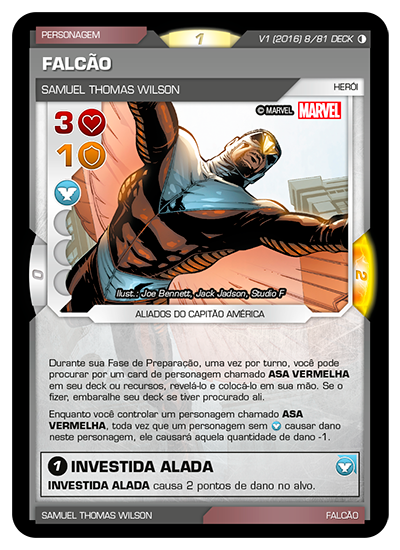 PERSONAGEM
1
V1 (2016) 8/81 DECK
FALCÃO
SAMUEL THOMAS WILSON
HERÓI
© MARVEL
MARVEL
3
1
0
2
Ilust.: Joe Bennett, Jack Jadson, Studio F
ALIADOS DO CAPITÃO AMÉRICA
Durante sua Fase de Preparação, uma vez por turno, você pode
procurar por um card de personagem chamado ASA VERMELHA
em seu deck ou recursos, revelá-lo e colocá-lo em sua mão. Se o
fizer, embaralhe seu deck se tiver procurado ali.
Enquanto você controlar um personagem chamado ASA
VERMELHA, toda vez que um personagem sem causar dano
neste personagem, ele causará aquela quantidade de dano -1.
1 INVESTIDA ALADA
INVESTIDA ALADA causa 2 pontos de dano no alvo.
SAMUEL THOMAS WILSON
FALCÃO